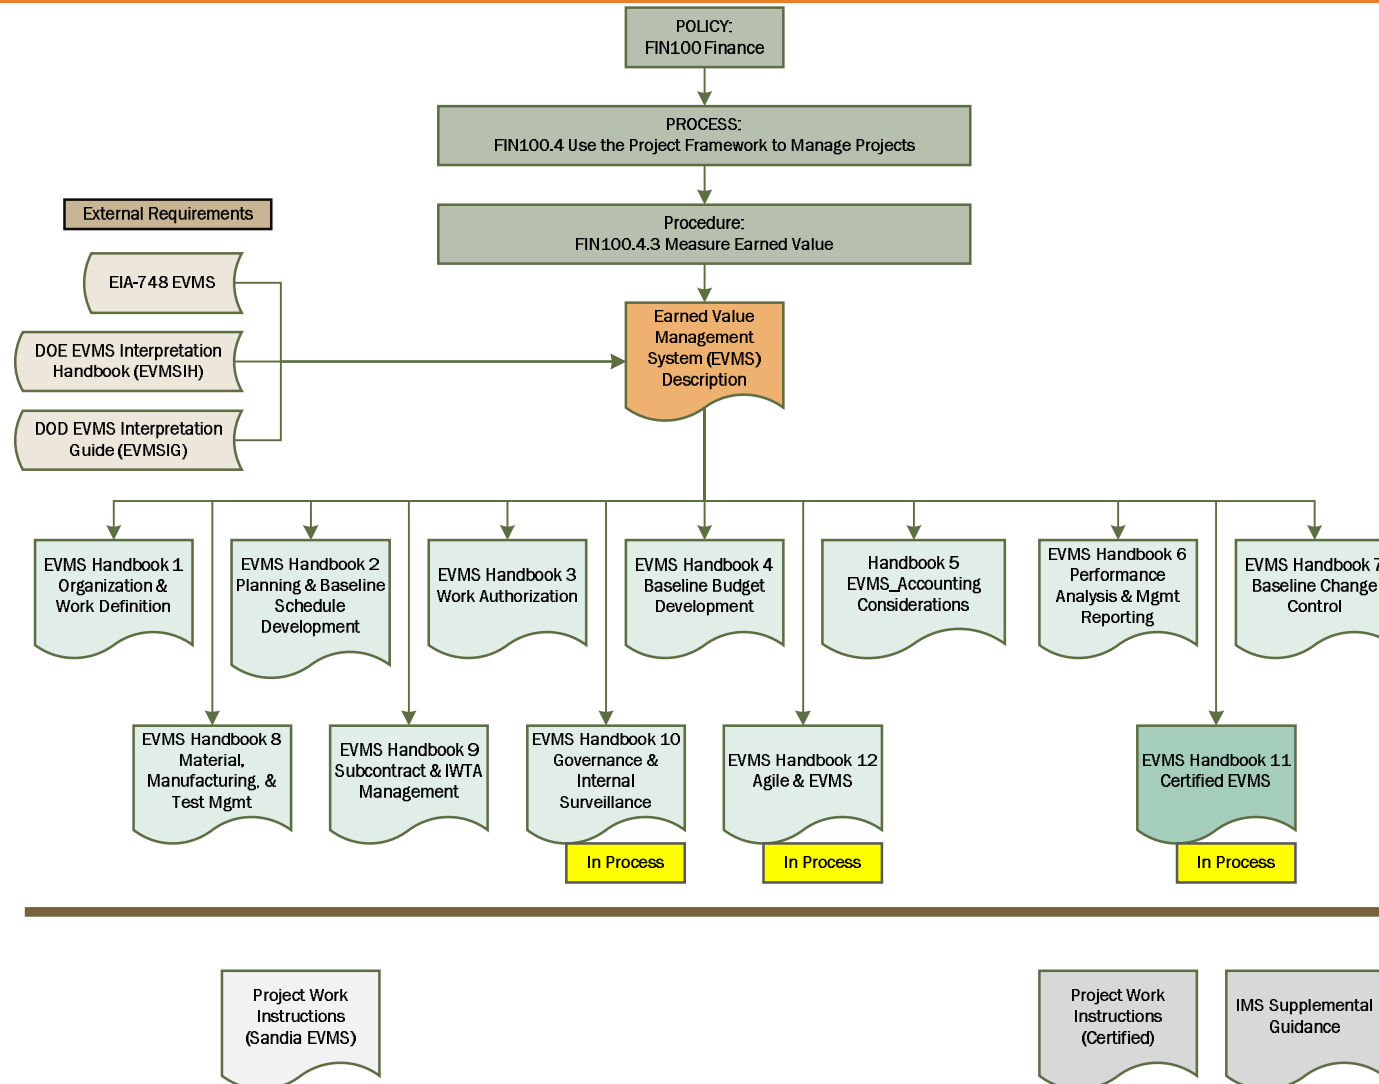 POLICY:
FIN100 Finance
PROCESS:
FIN100.4 Use the Project Framework to Manage Projects
Procedure:
FIN100.4.3 Measure Earned Value
External Requirements
EIA-748 EVMS
DOE EVMS Interpretation
Handbook (EVMSIH)
DOD EVMS Interpretation
Guide (EVMSIG)
Earned Value
Management
System (EVMS)
Description
EVMS Handbook 1
Organization &
Work Definition
EVMS Handbook 2
Planning & Baseline
Schedule
Development
EVMS Handbook 3
Work Authorization
EVMS Handbook 4
Baseline Budget
Development
Handbook 5
EVMS_Accounting
Considerations
EVMS Handbook 6
Performance
Analysis & Mgmt
Reporting
EVMS Handbook 7
Baseline Change
Control
EVMS Handbook 8
Material,
Manufacturing, &
Test Mgmt
EVMS Handbook 9
Subcontract & IWTA
Management
EVMS Handbook 10
Governance &
Internal
Surveillance
In Process
EVMS Handbook 12
Agile & EVMS
In Process
EVMS Handbook 11
Certified EVMS
In Process
Project Work
Instructions
(Sandia EVMS)
Project Work
Instructions
(Certified)
IMS Supplemental
Guidance